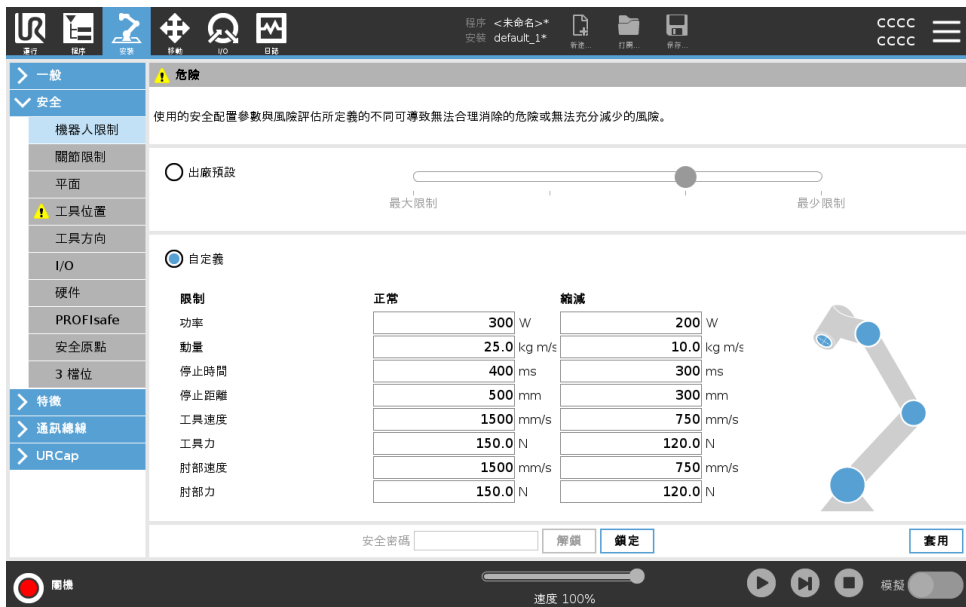 UR
程序 <未命名>*
安裝 default_1*
運行 程序 安裝 移動 I/O 日誌
新建... 打開... 保存...
CCCC
CCCC
一般
安全
機器人限制
關節限制
平面
工具位置
工具方向
I/O
硬件
PROFIsafe
安全原點
3 檔位
特徵
通訊總線
URCap
危險
使用的安全配置參數與風險評估所定義的不同可導致無法合理消除的危險或無法充分減少的風險。
出廠預設
最大限制 最少限制
自定義
限制 正常 縮減
功率 300 W 200 W
動量 25.0 kg m/s 10.0 kg m/s
停止時間 400 ms 300 ms
停止距離 500 mm 300 mm
工具速度 1500 mm/s 750 mm/s
工具力 150.0 N 120.0 N
肘部速度 1500 mm/s 750 mm/s
肘部力 150.0 N 120.0 N
安全密碼 解鎖 鎖定 套用
關機
速度 100%
模擬